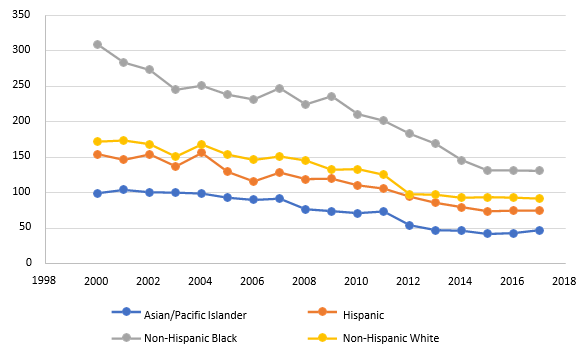 350
300
250
200
150
100
50
0
1998 2000 2002 2004 2006 2008 2010 2012 2014 2016 2018
Asian/Pacific Islander Hispanic
Non-Hispanic Black Non-Hispanic White